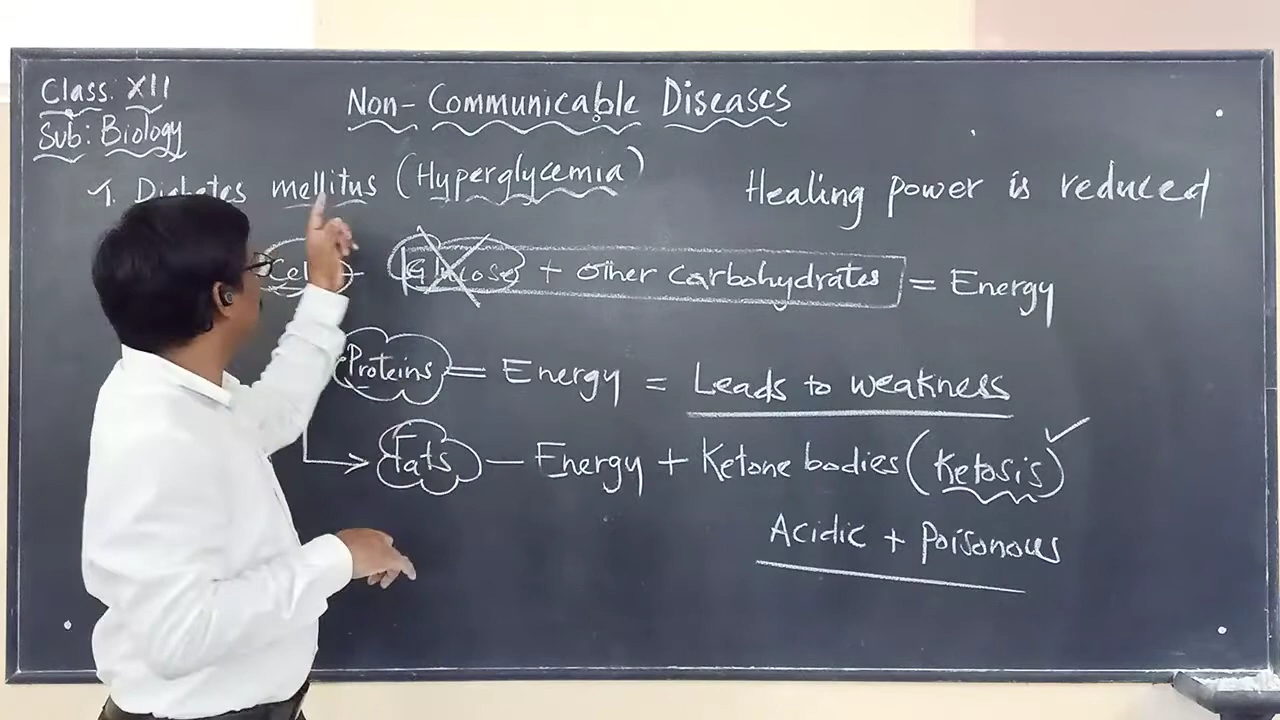 Class: XII
Sub: Biology
Non-Communicable Diseases
1. Diabetes mellitus (Hyperglycemia)
Healing power is reduced
Cell - Glucose + other carbohydrates = Energy
Proteins = Energy = Leads to weakness
Fats - Energy + Ketone bodies (Ketosis)
Acidic + Poisonous